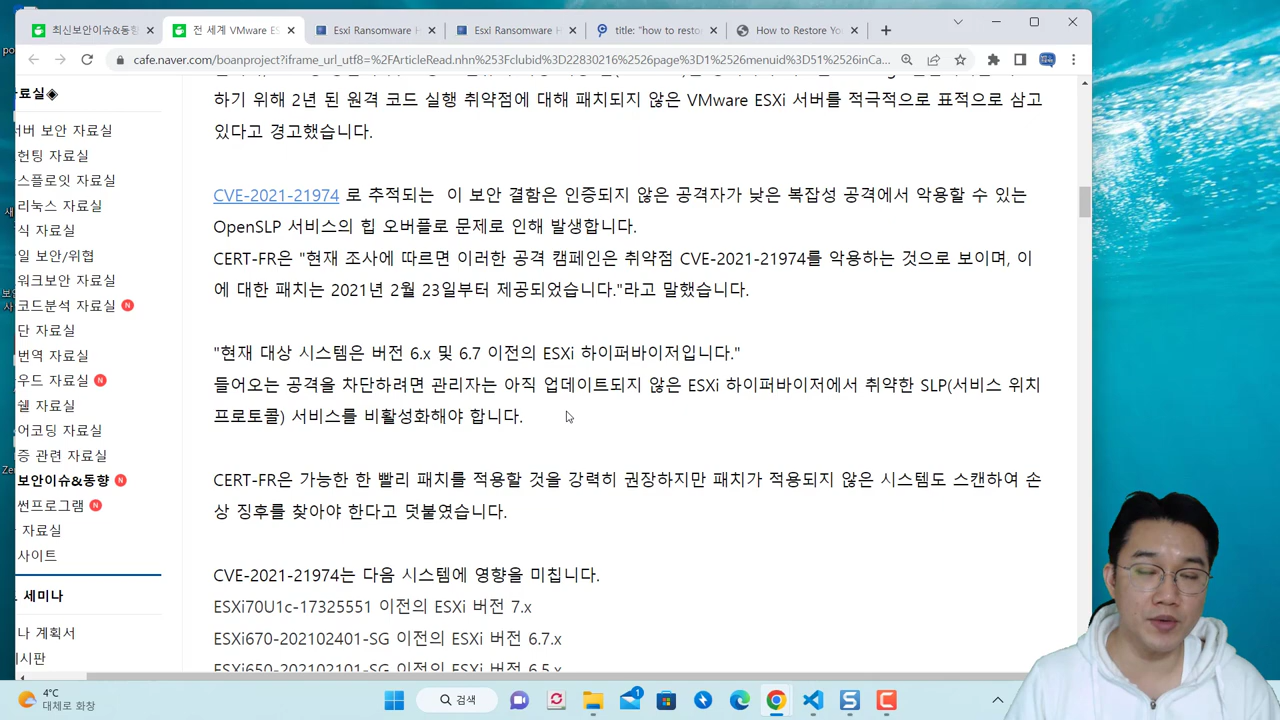 최신보안이슈&동향
전 세계 VMware ES
Esxi Ransomware H
Esxi Ransomware H
title: "how to resto
How to Restore Yo
cafe.naver.com/boanproject?iframe_url_utf8=%2FArticleRead.nhn%3Fclubid%3D22830216%2526page%3D1%2526menuid%3D51%2526inCa...
하기 위해 2년 된 원격 코드 실행 취약점에 대해 패치되지 않은 VMware ESXi 서버를 적극적으로 표적으로 삼고
있다고 경고했습니다.
CVE-2021-21974 로 추적되는 이 보안 결함은 인증되지 않은 공격자가 낮은 복잡성 공격에서 악용할 수 있는
OpenSLP 서비스의 힙 오버플로 문제로 인해 발생합니다.
CERT-FR은 "현재 조사에 따르면 이러한 공격 캠페인은 취약점 CVE-2021-21974를 악용하는 것으로 보이며, 이
에 대한 패치는 2021년 2월 23일부터 제공되었습니다."라고 말했습니다.
"현재 대상 시스템은 버전 6.x 및 6.7 이전의 ESXi 하이퍼바이저입니다."
들어오는 공격을 차단하려면 관리자는 아직 업데이트되지 않은 ESXi 하이퍼바이저에서 취약한 SLP(서비스 위치
프로토콜) 서비스를 비활성화해야 합니다.
CERT-FR은 가능한 한 빨리 패치를 적용할 것을 강력히 권장하지만 패치가 적용되지 않은 시스템도 스캔하여 손
상 징후를 찾아야 한다고 덧붙였습니다.
CVE-2021-21974는 다음 시스템에 영향을 미칩니다.
ESXi70U1c-17325551 이전의 ESXi 버전 7.x
ESXi670-202102401-SG 이전의 ESXi 버전 6.7.x
ESXi650-202102101-SG 이전의 ESXi 버전 6.5.x
료실◈
서버 보안 자료실
헌팅 자료실
스플로잇 자료실
리눅스 자료실
식 자료실
일 보안/위협
워크보안 자료실
코드분석 자료실 N
단 자료실
번역 자료실
우드 자료실 N
쉘 자료실
어코딩 자료실
증 관련 자료실
보안이슈&동향 N
썬프로그램 N
자료실
사이트
세미나
나 계획서
시판
4°C
대체로 화창
검색
1